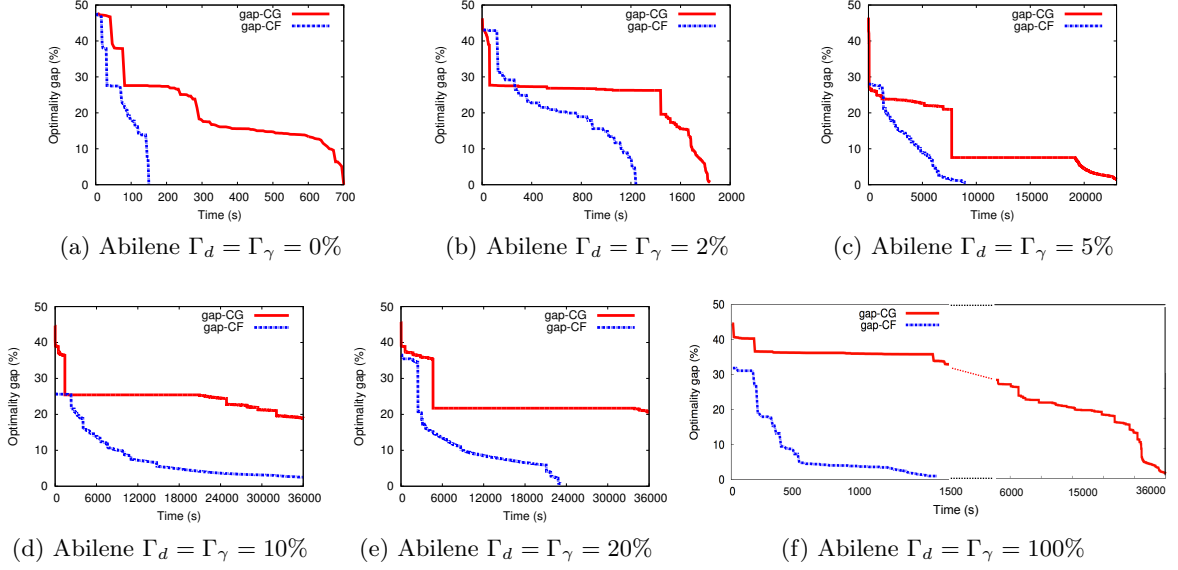 gap-CG
gap-CF
Optimality gap (%)
50
40
30
20
10
0
0 100 200 300 400 500 600 700
Time (s)
(a) Abilene Γd = Γγ = 0%
gap-CG
gap-CF
Optimality gap (%)
50
40
30
20
10
0
0 400 800 1200 1600 2000
Time (s)
(b) Abilene Γd = Γγ = 2%
gap-CG
gap-CF
Optimality gap (%)
50
40
30
20
10
0
0 5000 10000 15000 20000
Time (s)
(c) Abilene Γd = Γγ = 5%
gap-CG
gap-CF
Optimality gap (%)
50
40
30
20
10
0
0 6000 12000 18000 24000 30000 36000
Time (s)
(d) Abilene Γd = Γγ = 10%
gap-CG
gap-CF
Optimality gap (%)
50
40
30
20
10
0
0 6000 12000 18000 24000 30000 36000
Time (s)
(e) Abilene Γd = Γγ = 20%
gap-CG
gap-CF
Optimality gap (%)
50
40
30
20
10
0
0 500 1000 1500 6000 15000 36000
Time (s)
(f) Abilene Γd = Γγ = 100%